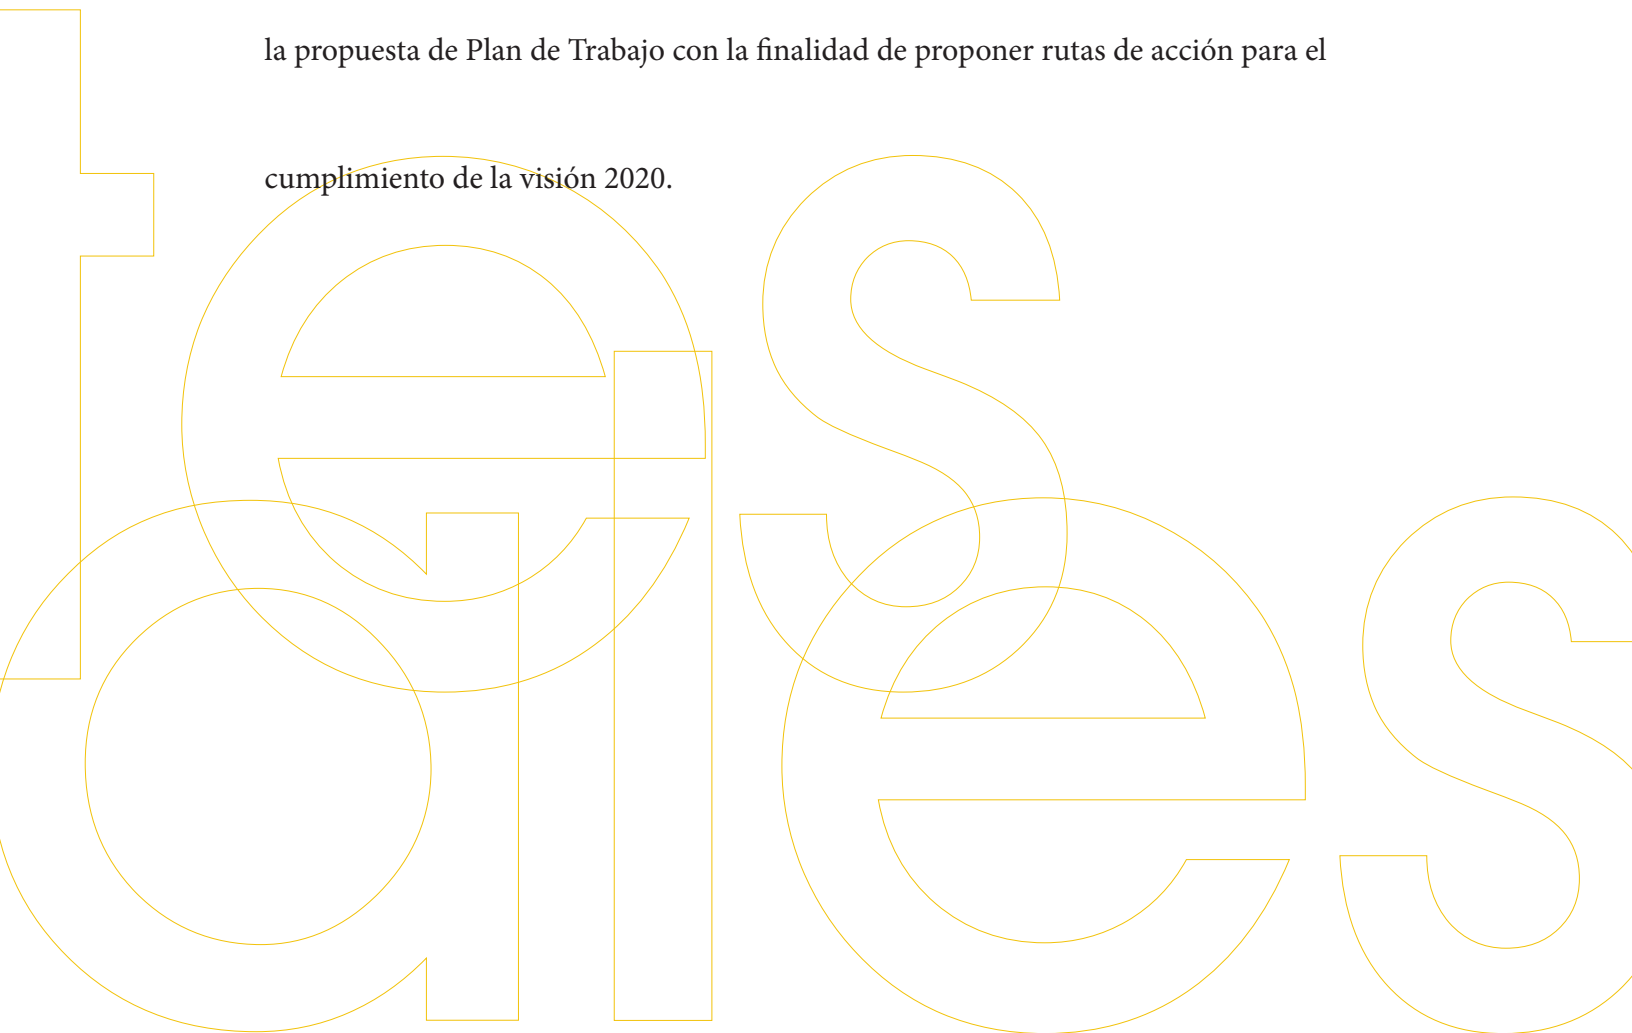 la propuesta de Plan de Trabajo con la finalidad de proponer rutas de acción para el
cumplimiento de la visión 2020.
tes
ales